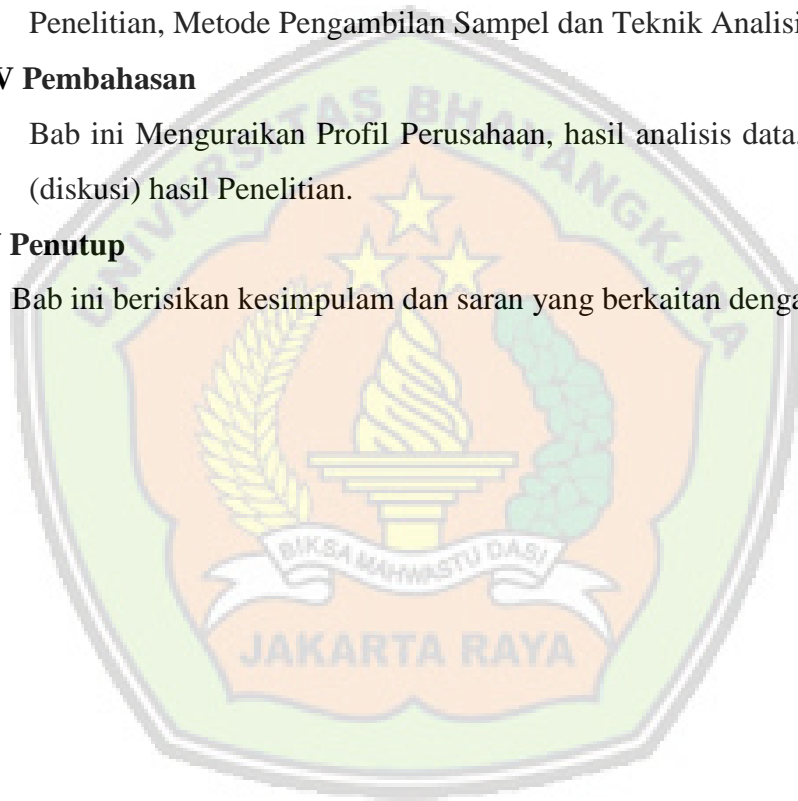 Penelitian, Metode Pengambilan Sampel dan Teknik Analisi
V Pembahasan
Bab ini Menguraikan Profil Perusahaan, hasil analisis data.
(diskusi) hasil Penelitian.
Penutup
Bab ini berisikan kesimpulam dan saran yang berkaitan denga
UNIVERSITAS BHAYANGKARA
BIKSA MAHWASTU DASI
JAKARTA RAYA